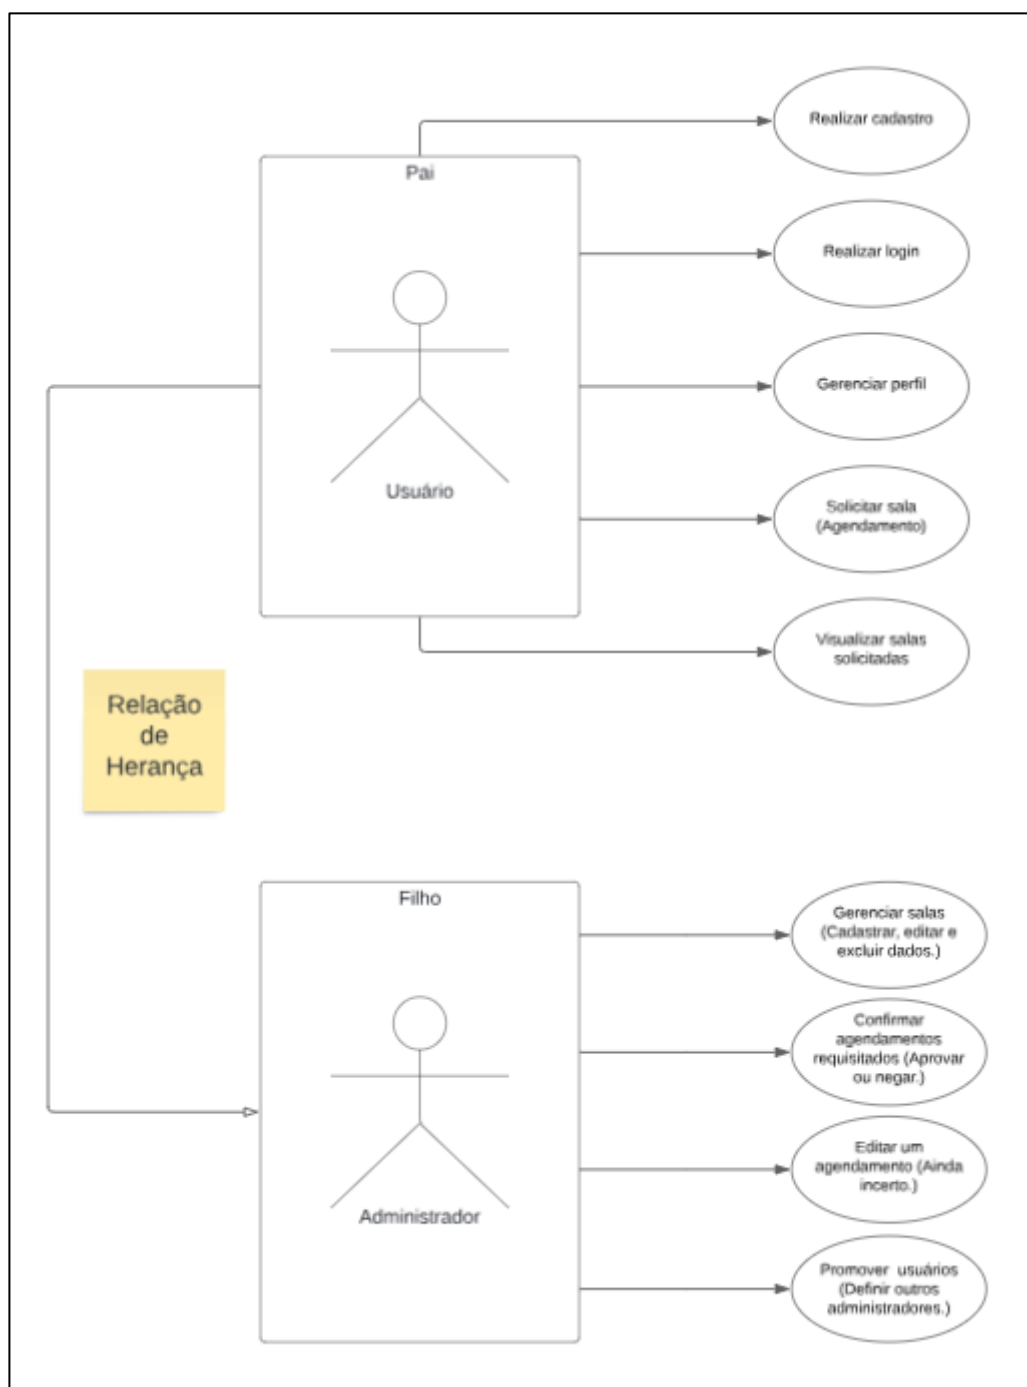 Realizar cadastro
Pai
Realizar login
Gerenciar perfil
Usuário
Solicitar sala
(Agendamento)
Visualizar salas
solicitadas
Relação
de
Herança
Filho
Gerenciar salas
(Cadastrar, editar e
excluir dados.)
Confirmar
agendamentos
requisitados (Aprovar
ou negar.)
Editar um
agendamento (Ainda
incerto.)
Administrador
Promover usuários
(Definir outros
administradores.)